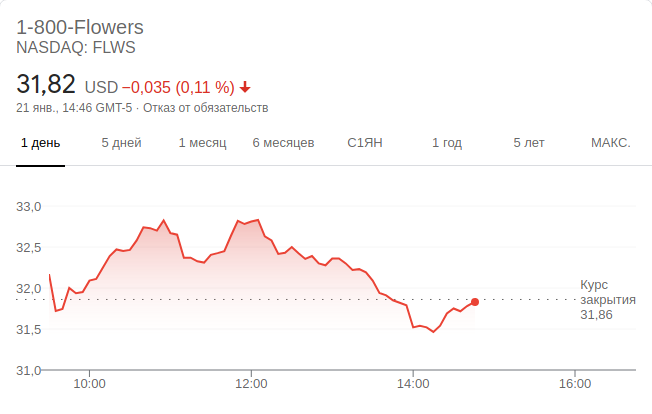 1-800-Flowers
NASDAQ: FLWS
31,82 USD −0,035 (0,11 %)
21 янв., 14:46 GMT-5 · Отказ от обязательств
1 день 5 дней 1 месяц 6 месяцев С1ЯН 1 год 5 лет МАКС.
33,0
32,5
32,0
31,5
31,0
Курс
закрытия
31,86
10:00 12:00 14:00 16:00